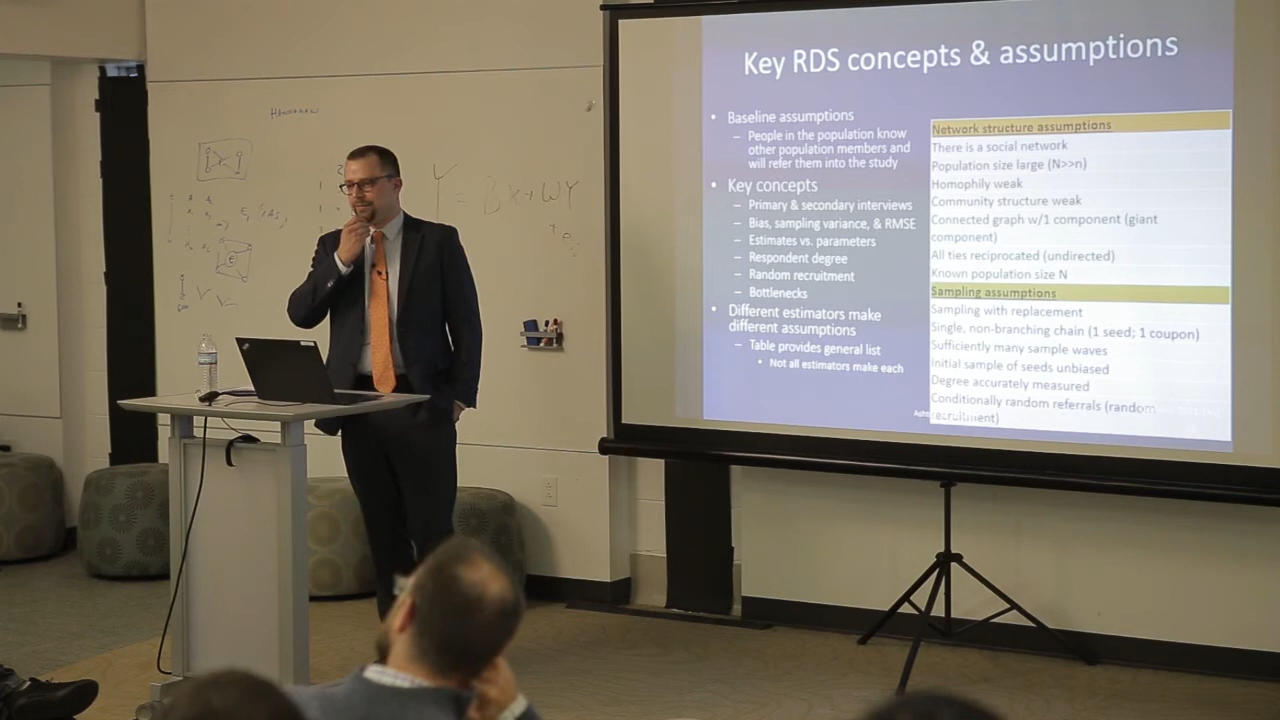 Key RDS concepts & assumptions
• Baseline assumptions
– People in the population know
other population members and
will refer them into the study
• Key concepts
– Primary & secondary interviews
– Bias, sampling variance, & RMSE
– Estimates vs. parameters
– Respondent degree
– Random recruitment
– Bottlenecks
• Different estimators make
different assumptions
– Table provides general list
• Not all estimators make each
Network structure assumptions
There is a social network
Population size large (N>>n)
Homophily weak
Community structure weak
Connected graph w/1 component (giant
component)
All ties reciprocated (undirected)
Known population size N
Sampling assumptions
Sampling with replacement
Single, non-branching chain (1 seed; 1 coupon)
Sufficiently many sample waves
Initial sample of seeds unbiased
Degree accurately measured
Conditionally random referrals (random
recruitment)
Y = BX+WY